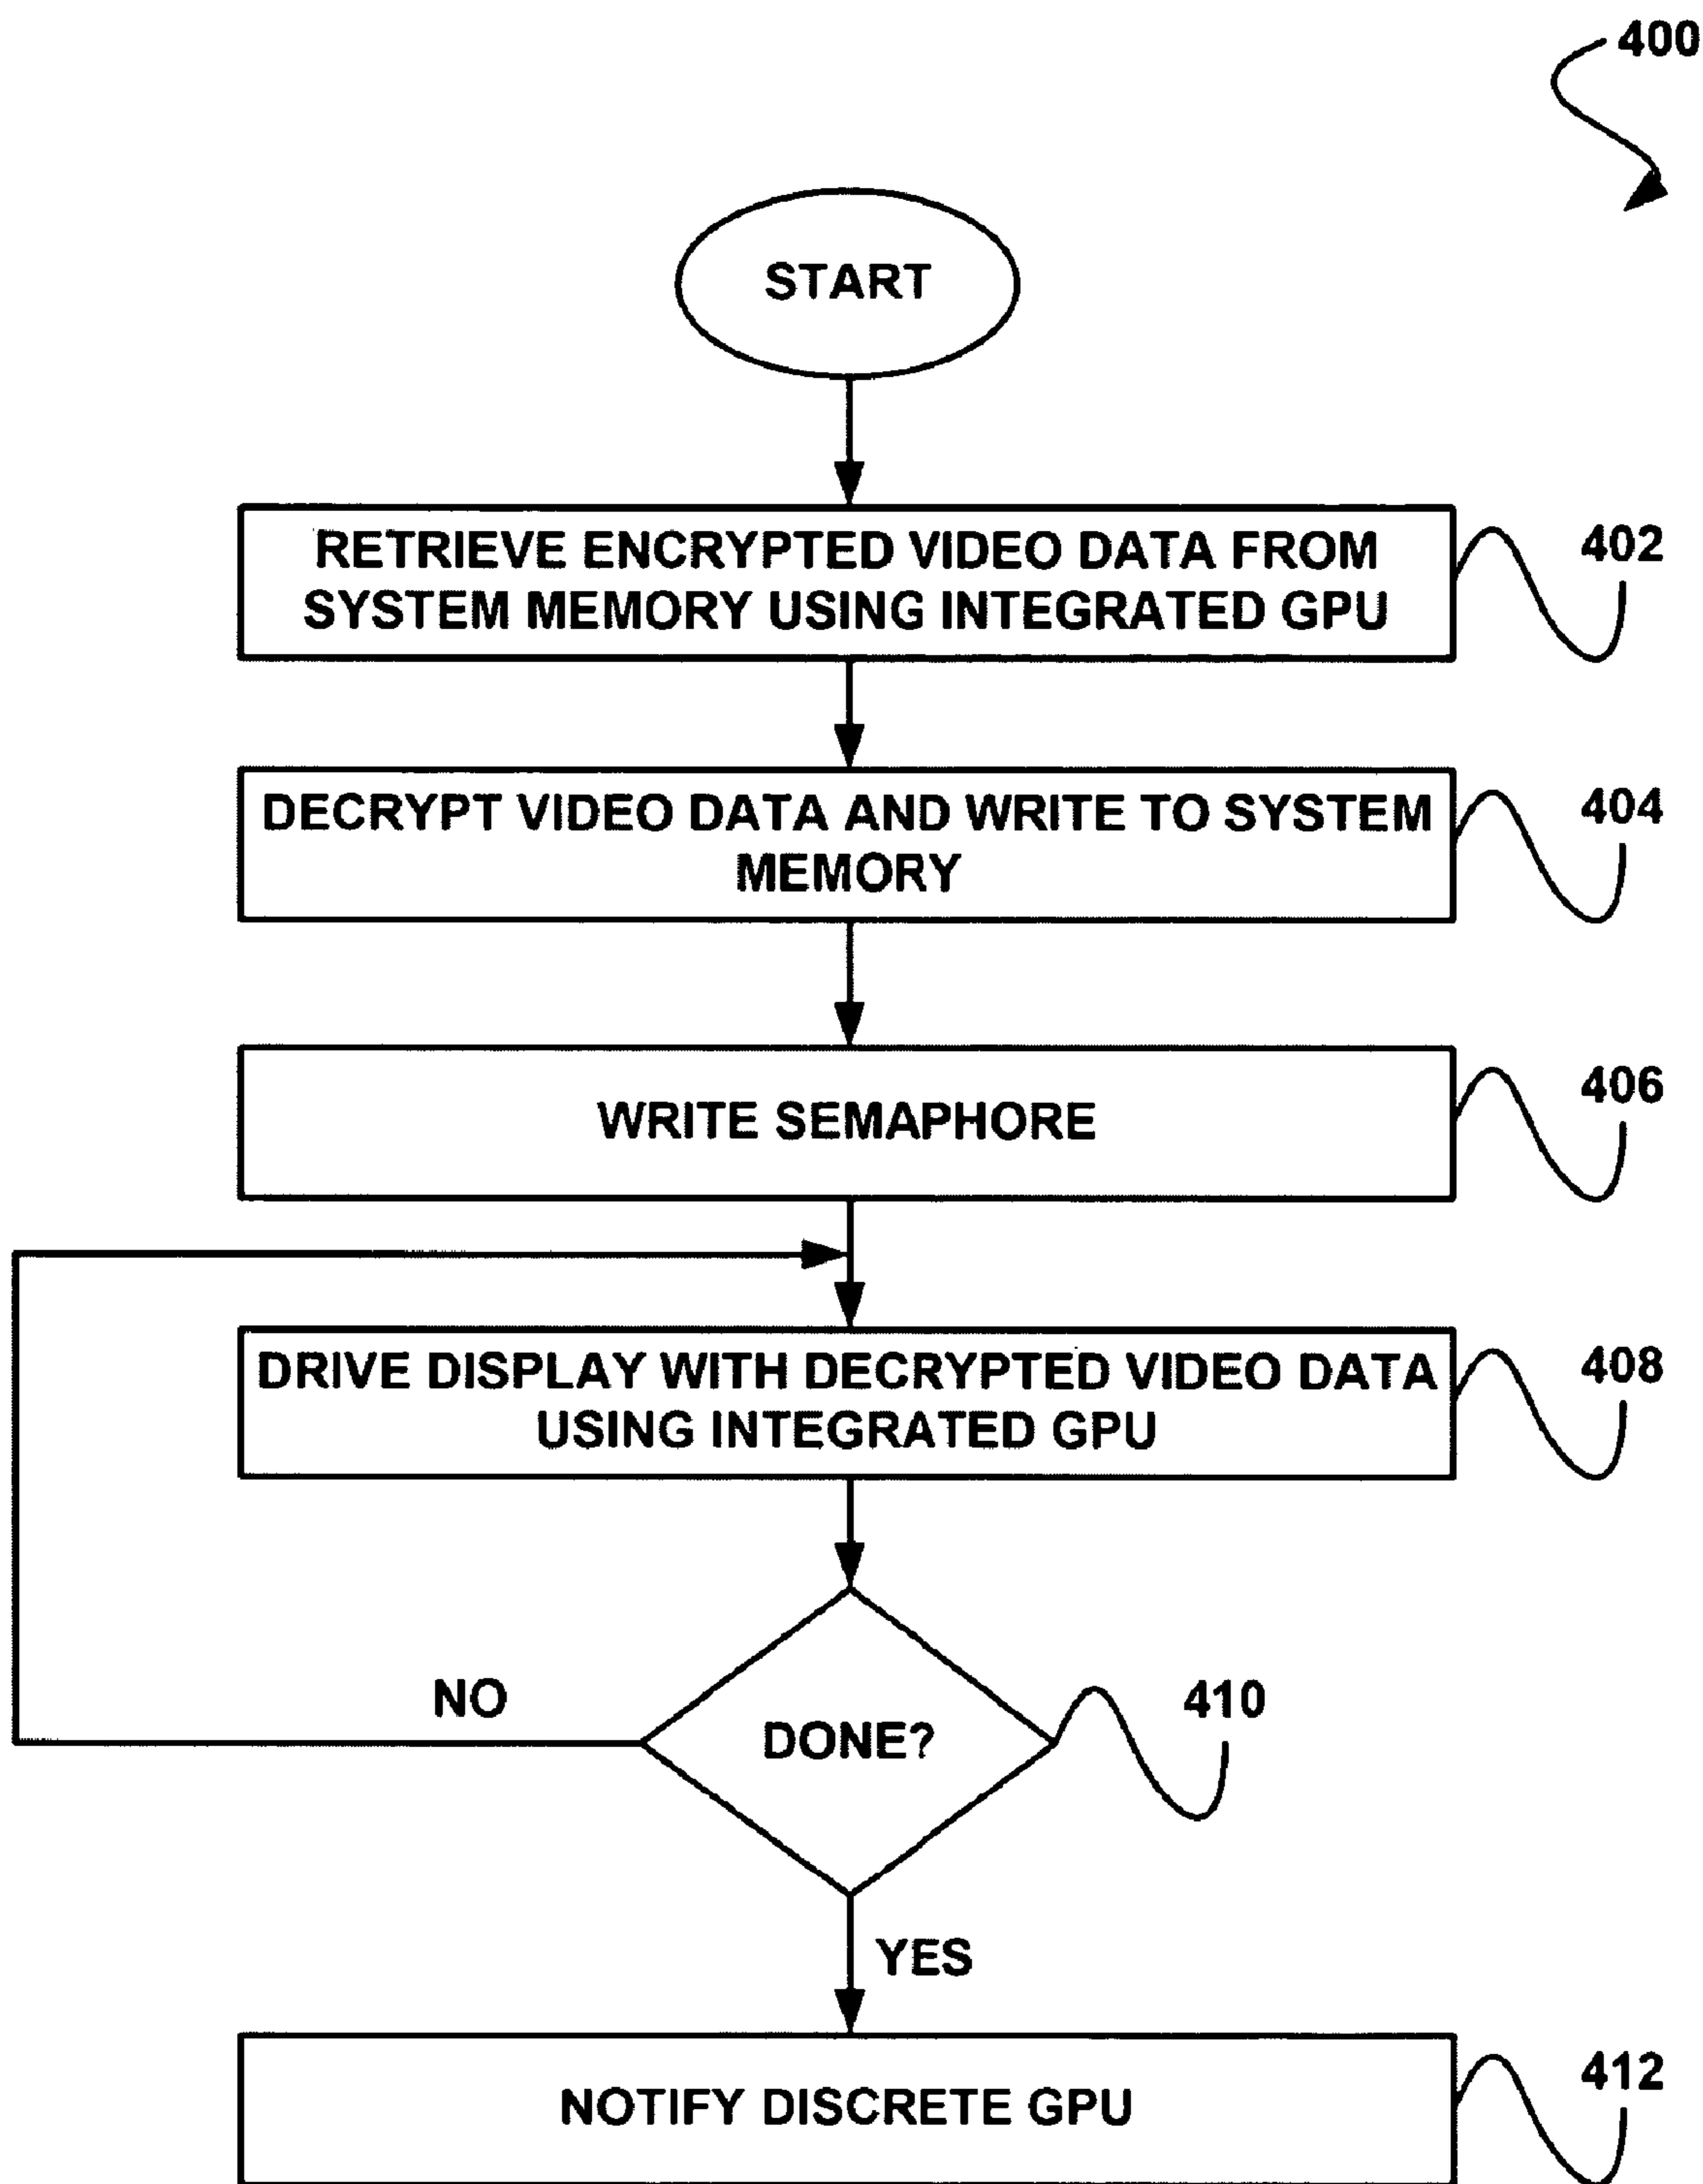 400
START
RETRIEVE ENCRYPTED VIDEO DATA FROM
SYSTEM MEMORY USING INTEGRATED GPU
402
DECRYPT VIDEO DATA AND WRITE TO SYSTEM
MEMORY
404
WRITE SEMAPHORE
406
DRIVE DISPLAY WITH DECRYPTED VIDEO DATA
USING INTEGRATED GPU
408
NO
DONE?
410
YES
NOTIFY DISCRETE GPU
412